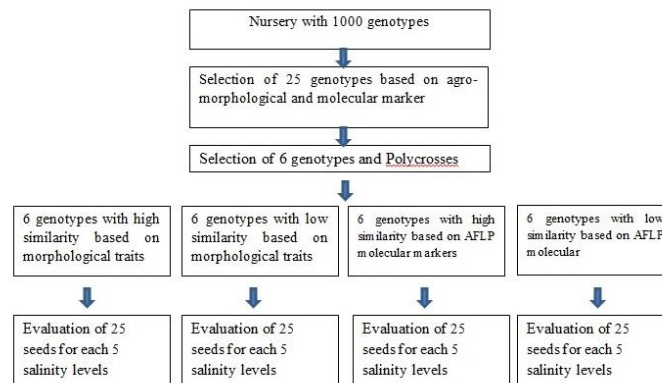 Nursery with 1000 genotypes
Selection of 25 genotypes based on agro-
morphological and molecular marker
Selection of 6 genotypes and Polycrosses
6 genotypes with high
similarity based on
morphological traits
6 genotypes with low
similarity based on
morphological traits
6 genotypes with high
similarity based on AFLP
molecular markers
6 genotypes with low
similarity based on AFLP
molecular
Evaluation of 25
seeds for each 5
salinity levels
Evaluation of 25
seeds for each 5
salinity levels
Evaluation of 25
seeds for each 5
salinity levels
Evaluation of 25
seeds for each 5
salinity levels